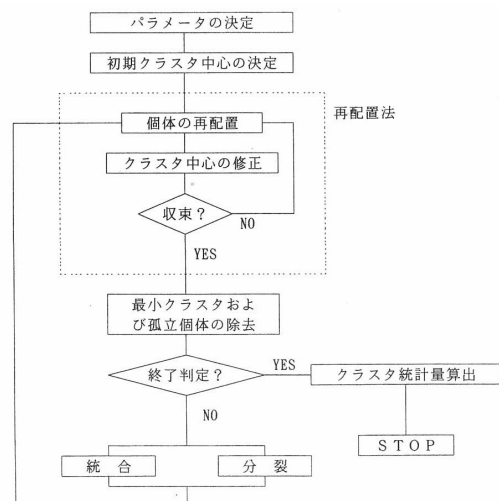 パラメータの決定
初期クラスタ中心の決定
再配置法
個体の再配置
クラスタ中心の修正
収束?
NO
YES
最小クラスタおよ
び孤立個体の除去
終了判定?
YES
クラスタ統計量算出
NO
STOP
統合
分裂